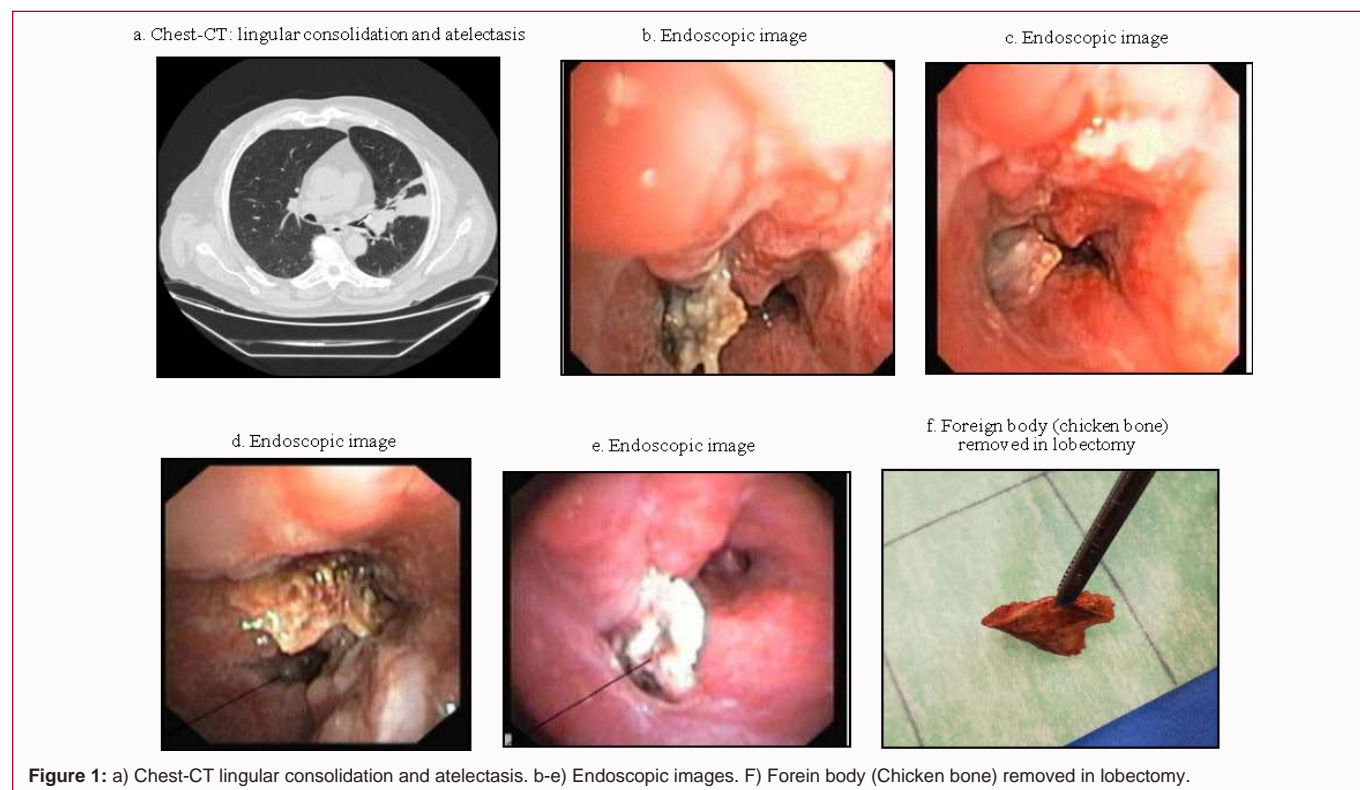 a. Chest-CT: lingular consolidation and atelectasis
b. Endoscopic image
c. Endoscopic image
d. Endoscopic image
e. Endoscopic image
f. Foreign body (chicken bone)
removed in lobectomy
Figure 1: a) Chest-CT lingular consolidation and atelectasis. b-e) Endoscopic images. F) Forein body (Chicken bone) removed in lobectomy.